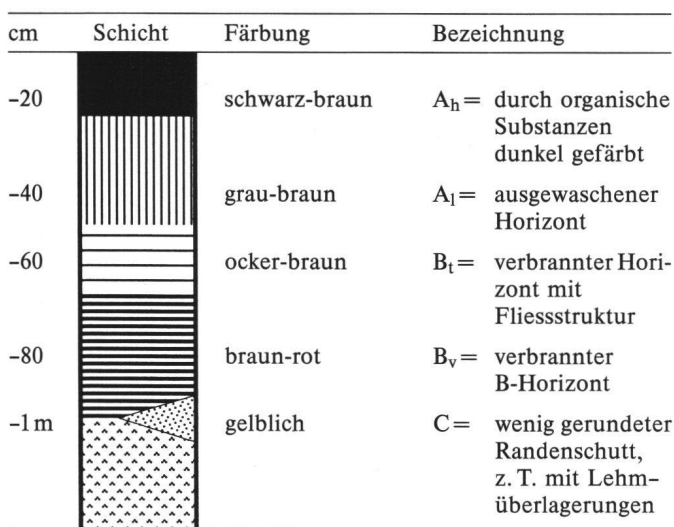 cm Schicht Färbung Bezeichnung
–20 schwarz-braun Ah = durch organische
Substanzen
dunkel gefärbt
–40 grau-braun Al = ausgewaschener
Horizont
–60 ocker-braun Bt = verbrannter Hori-
zont mit
Fliessstruktur
–80 braun-rot Bv = verbrannter
B-Horizont
–1 m gelblich C = wenig gerundeter
Randenschutt,
z. T. mit Lehm-
überlagerungen